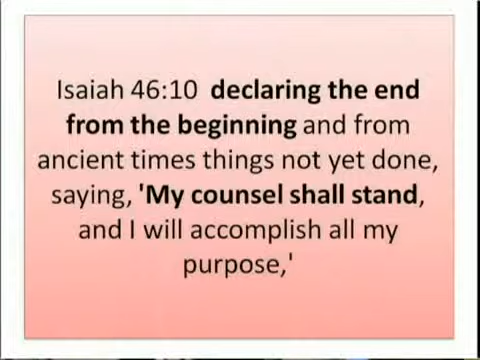 Isaiah 46:10  declaring the end
from the beginning and from
ancient times things not yet done,
saying, 'My counsel shall stand,
and I will accomplish all my
purpose,'